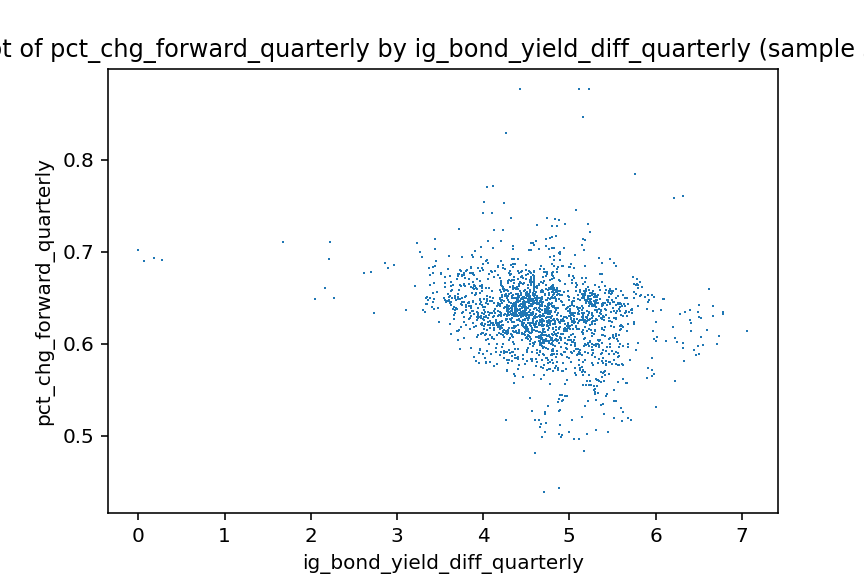 of pct_chg_forward_quarterly by ig_bond_yield_diff_quarterly (sample
0.8
0.7
0.6
0.5
pct_chg_forward_quarterly
0 1 2 3 4 5 6 7
ig_bond_yield_diff_quarterly